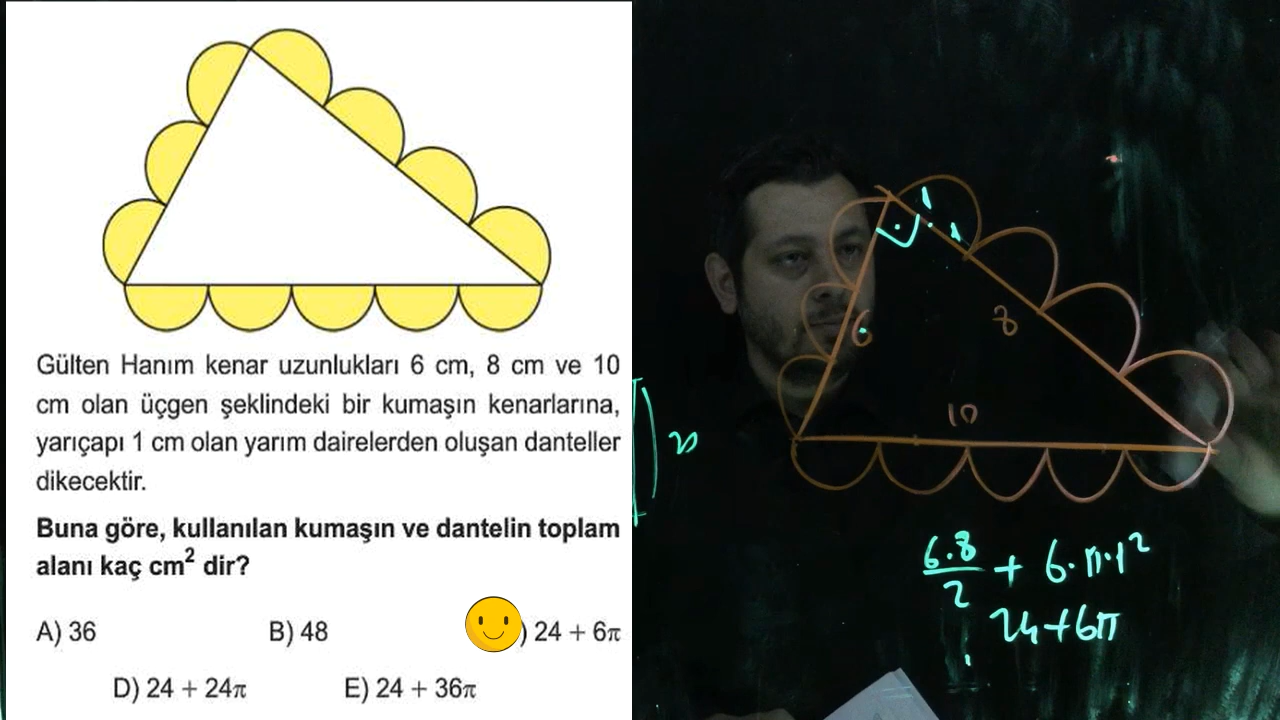 Gülten Hanım kenar uzunlukları 6 cm, 8 cm ve 10
cm olan üçgen şeklindeki bir kumaşın kenarlarına,
yarıçapı 1 cm olan yarım dairelerden oluşan danteller
dikecektir.
Buna göre, kullanılan kumaşın ve dantelin toplam
alanı kaç cm² dir?
A) 36
B) 48
) 24 + 6π
D) 24 + 24π
E) 24 + 36π
1
1
6
8
10
6.8/2 + 6.π.1²
24+6π